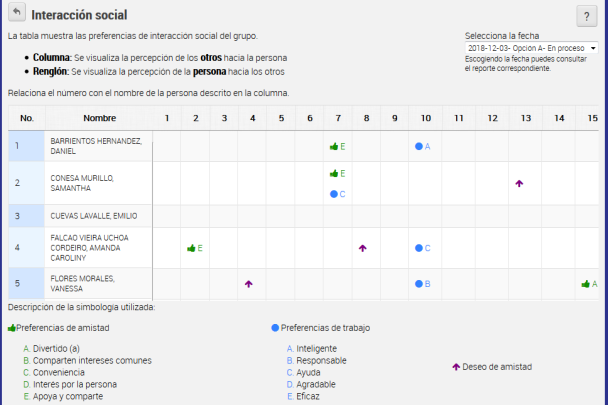 Interacción social
?
La tabla muestra las preferencias de interacción social del grupo.
Selecciona la fecha
2018-12-03- Opcion A- En proceso
Columna: Se visualiza la percepción de los otros hacia la persona
Escogiendo la fecha puedes consultar
el reporte correspondiente.
Renglón: Se visualiza la percepción de la persona hacia los otros
Relaciona el número con el nombre de la persona descrito en la columna.
No. Nombre 1 2 3 4 5 6 7 8 9 10 11 12 13 14 15
1 BARRIENTOS HERNANDEZ, DANIEL E A
2 CONESA MURILLO, SAMANTHA E C
3 CUEVAS LAVALLE, EMILIO
4 FALCAO VIEIRA UCHOA CORDEIRO, AMANDA CAROLINY E C
5 FLORES MORALES, VANESSA B A
Descripción de la simbología utilizada:
Preferencias de amistad
A. Divertido (a)
B. Comparten intereses comunes
C. Conveniencia
D. Interés por la persona
E. Apoya y comparte
Preferencias de trabajo
A. Inteligente
B. Responsable
C. Ayuda
D. Agradable
E. Eficaz
Deseo de amistad